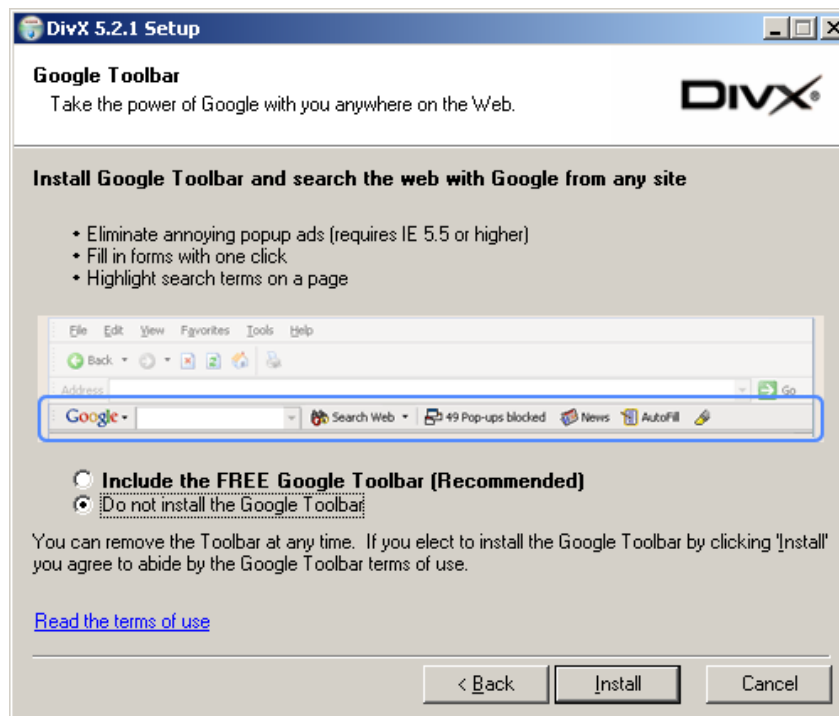 DivX 5.2.1 Setup
Google Toolbar
Take the power of Google with you anywhere on the Web.
DIVX
Install Google Toolbar and search the web with Google from any site
• Eliminate annoying popup ads (requires IE 5.5 or higher)
• Fill in forms with one click
• Highlight search terms on a page
File Edit View Favorites Tools Help
Back
Address Go
Google Search Web 49 Pop-ups blocked News AutoFill
Include the FREE Google Toolbar (Recommended)
Do not install the Google Toolbar
You can remove the Toolbar at any time. If you elect to install the Google Toolbar by clicking 'Install'
you agree to abide by the Google Toolbar terms of use.
Read the terms of use
< Back Install Cancel